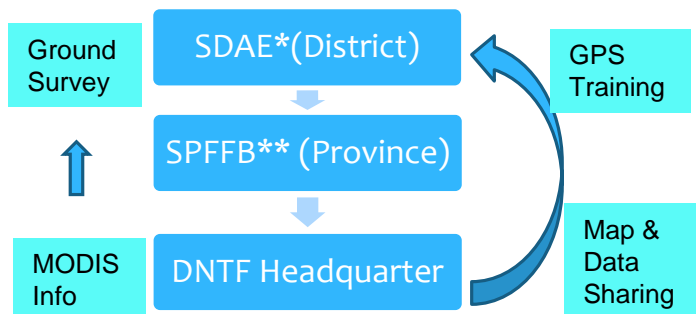 Ground
Survey
SDAE*(District)
GPS
Training
SPFFB** (Province)
MODIS
Info
DNTF Headquarter
Map &
Data
Sharing